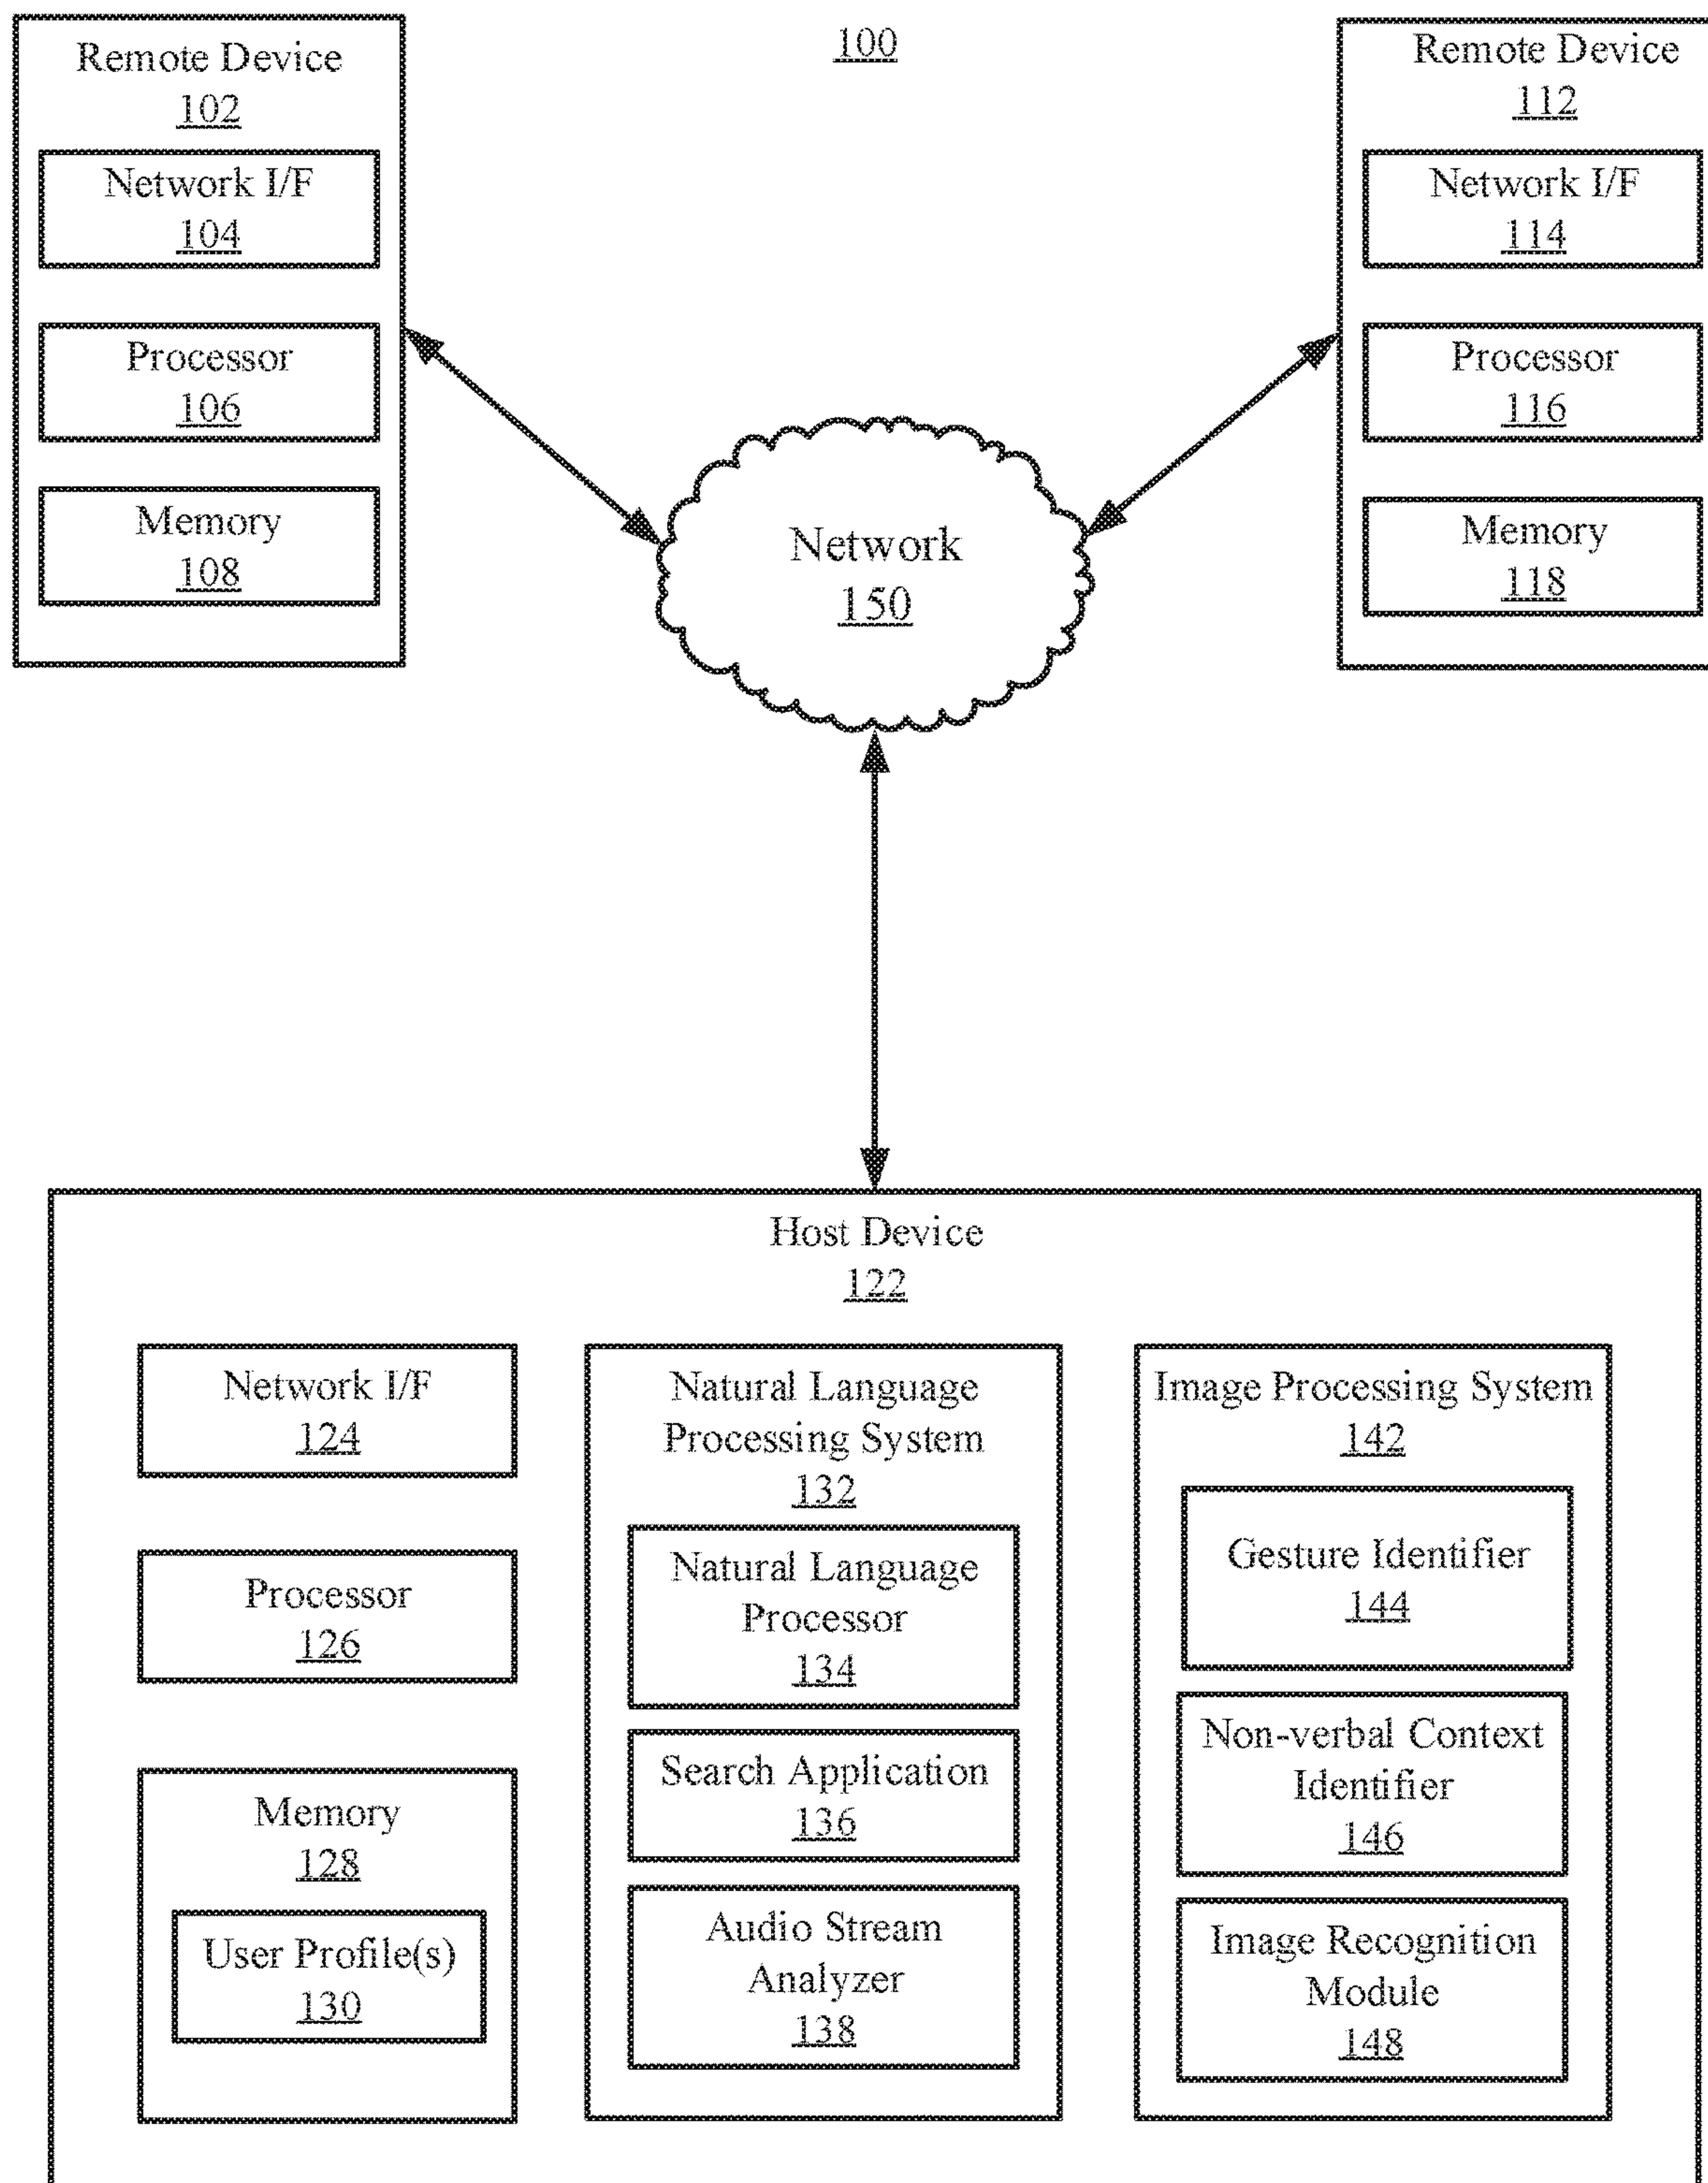 100
Remote Device
102
Network I/F
104
Processor
106
Memory
108
Remote Device
112
Network I/F
114
Processor
116
Memory
118
Network
150
Host Device
122
Network I/F
124
Processor
126
Memory
128
User Profile(s)
130
Natural Language
Processing System
132
Natural Language
Processor
134
Search Application
136
Audio Stream
Analyzer
138
Image Processing System
142
Gesture Identifier
144
Non-verbal Context
Identifier
146
Image Recognition
Module
148